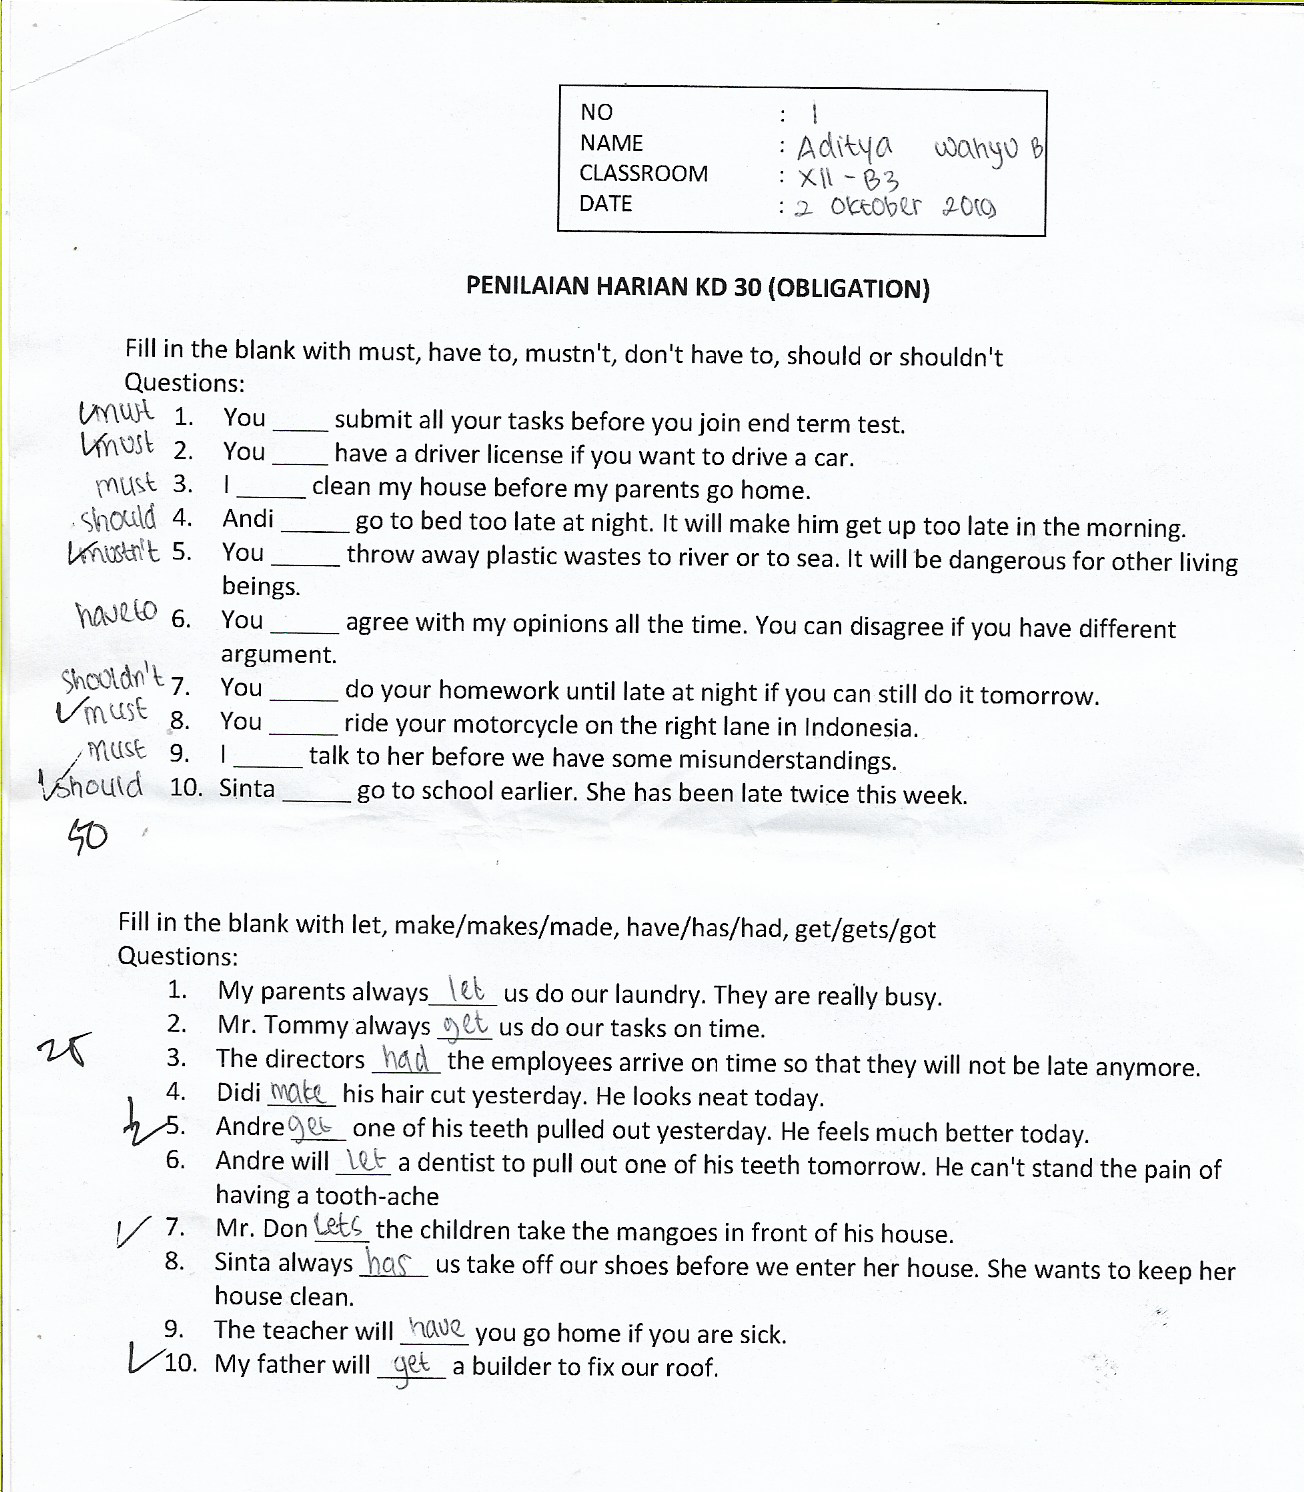 NO : 1
NAME : Aditya Wahyu B
CLASSROOM : XII - B3
DATE : 2 Oktober 2019
PENILAIAN HARIAN KD 30 (OBLIGATION)
Fill in the blank with must, have to, mustn't, don't have to, should or shouldn't
Questions:
must 1. You ____ submit all your tasks before you join end term test.
must 2. You ____ have a driver license if you want to drive a car.
must 3. I _____ clean my house before my parents go home.
should 4. Andi _____ go to bed too late at night. It will make him get up too late in the morning.
mustn't 5. You _____ throw away plastic wastes to river or to sea. It will be dangerous for other living
beings.
have to 6. You _____ agree with my opinions all the time. You can disagree if you have different
argument.
shouldn't 7. You _____ do your homework until late at night if you can still do it tomorrow.
must 8. You _____ ride your motorcycle on the right lane in Indonesia.
must 9. I _____ talk to her before we have some misunderstandings.
should 10. Sinta _____ go to school earlier. She has been late twice this week.
50
Fill in the blank with let, make/makes/made, have/has/had, get/gets/got
Questions:
1. My parents always let us do our laundry. They are really busy.
2. Mr. Tommy always get us do our tasks on time.
25
3. The directors had the employees arrive on time so that they will not be late anymore.
4. Didi make his hair cut yesterday. He looks neat today.
5. Andre get one of his teeth pulled out yesterday. He feels much better today.
6. Andre will let a dentist to pull out one of his teeth tomorrow. He can't stand the pain of
having a tooth-ache
7. Mr. Don Lets the children take the mangoes in front of his house.
8. Sinta always has us take off our shoes before we enter her house. She wants to keep her
house clean.
9. The teacher will have you go home if you are sick.
10. My father will get a builder to fix our roof.